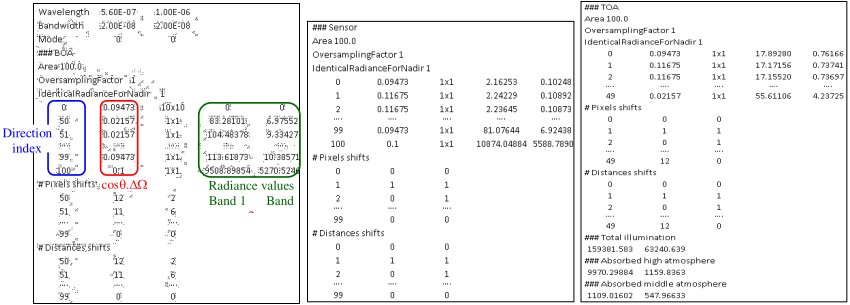 Wavelength 5.60E-07 1.00E-06
Bandwidth 2.00E-08 2.00E-08
Mode 0 0
### BOA
Area 100.0
OversamplingFactor 1
IdenticalRadianceForNadir 1
0 0.09473 10x10 0 0
50 0.02157 1x1 83.28101 6.97552
51 0.02157 1x1 104.48378 9.33427
.... .... .... .... ....
99 0.09473 1x1 113.61873 10.38571
100 0.1 1x1 9508.89854 5270.5246
Direction
index
cosθ.ΔΩ
Radiance values
Band 1 Band
# Pixels shifts
50 12 2
51 11 6
.... .... ....
99 0 0
# Distances shifts
50 12 2
51 11 6
.... .... ....
99 0 0
### Sensor
Area 100.0
OversamplingFactor 1
IdenticalRadianceForNadir 1
0 0.09473 1x1 2.16253 0.10248
1 0.11675 1x1 2.24229 0.10892
2 0.11675 1x1 2.23645 0.10873
.... .... .... .... ....
99 0.09473 1x1 81.07644 6.92438
100 0.1 1x1 10874.04884 5588.7890
# Pixels shifts
0 0 0
1 1 1
2 0 1
.... .... ....
99 0 0
# Distances shifts
0 0 0
1 1 1
2 0 1
.... .... ....
99 0 0
### TOA
Area 100.0
OversamplingFactor 1
IdenticalRadianceForNadir 1
0 0.09473 1x1 17.89280 0.76166
1 0.11675 1x1 17.17156 0.73741
2 0.11675 1x1 17.15520 0.73697
.... .... .... .... ....
49 0.02157 1x1 55.61106 4.23725
# Pixels shifts
0 0 0
1 1 1
2 0 1
.... .... ....
49 12 0
# Distances shifts
0 0 0
1 1 1
2 0 1
.... .... ....
49 12 0
### Total illumination
159381.583 63240.639
### Absorbed high atmosphere
9970.29884 1159.8363
### Absorbed middle atmosphere
1109.01602 547.96633